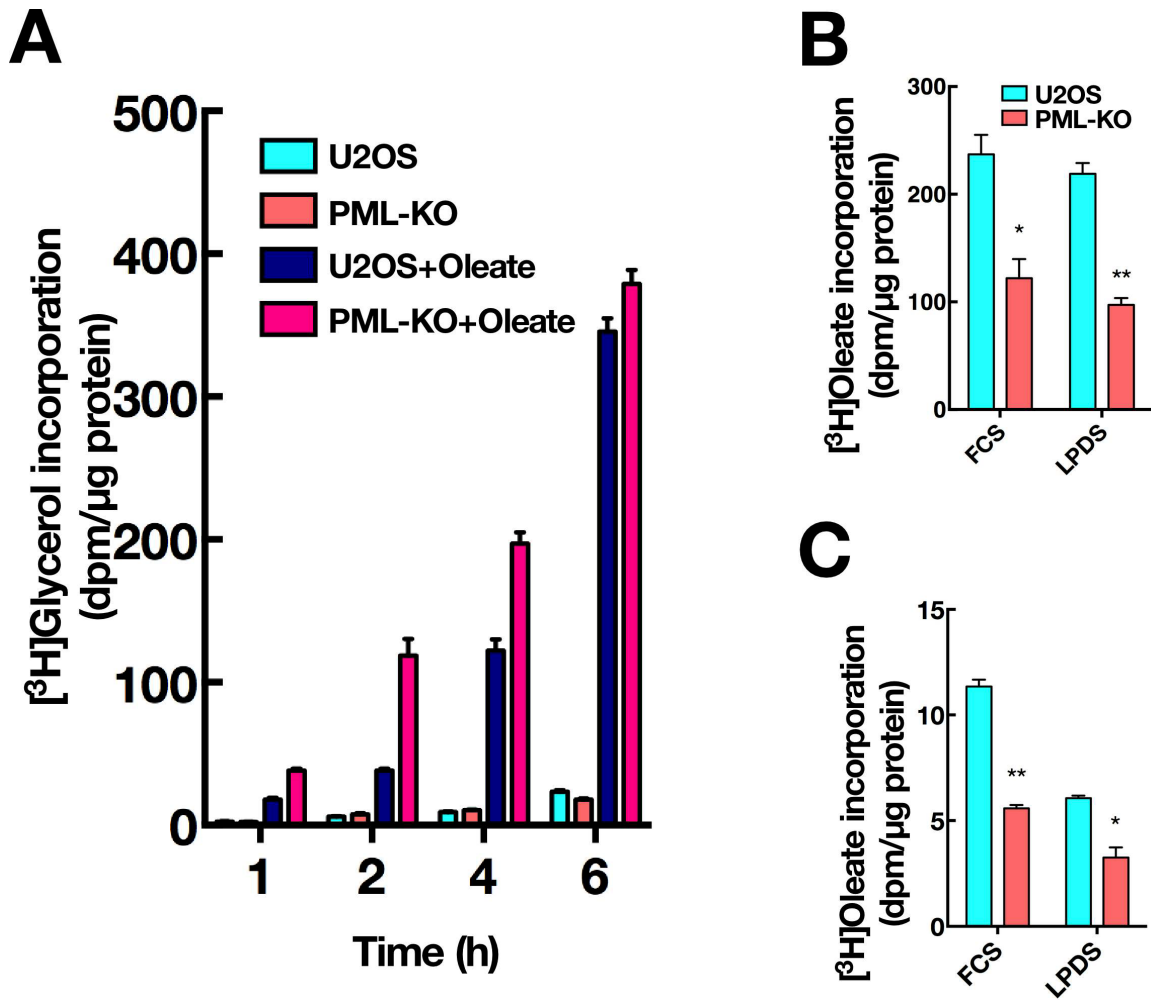 A
[³H]Glycerol incorporation
(dpm/µg protein)
500
400
300
200
100
0
U2OS
PML-KO
U2OS+Oleate
PML-KO+Oleate
1 2 4 6
Time (h)
B
[³H]Oleate incorporation
(dpm/µg protein)
300
200
100
0
U2OS
PML-KO
*
**
FCS LPDS
C
[³H]Oleate incorporation
(dpm/µg protein)
15
10
5
0
**
*
FCS LPDS